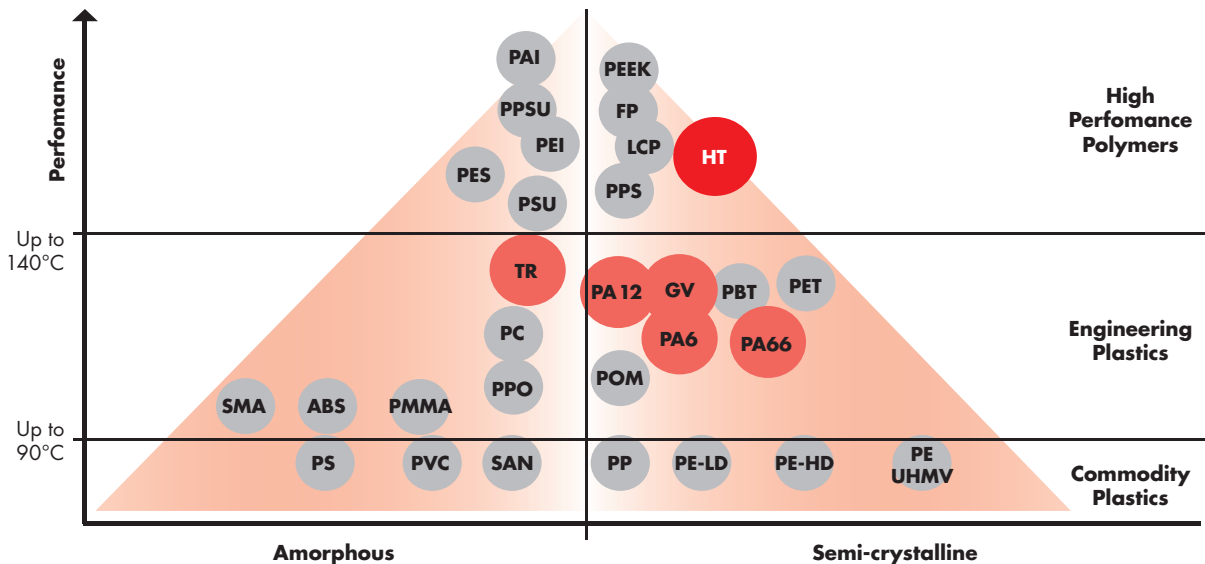 Perfomance
PAI
PEEK
PPSU
FP
High
Perfomance
Polymers
PEI
LCP
HT
PES
PPS
PSU
Up to
140°C
TR
PA 12
GV
PBT
PET
PC
PA6
PA66
Engineering
Plastics
PPO
POM
SMA
ABS
PMMA
Up to
90°C
PS
PVC
SAN
PP
PE-LD
PE-HD
PE
UHMV
Commodity
Plastics
Amorphous
Semi-crystalline